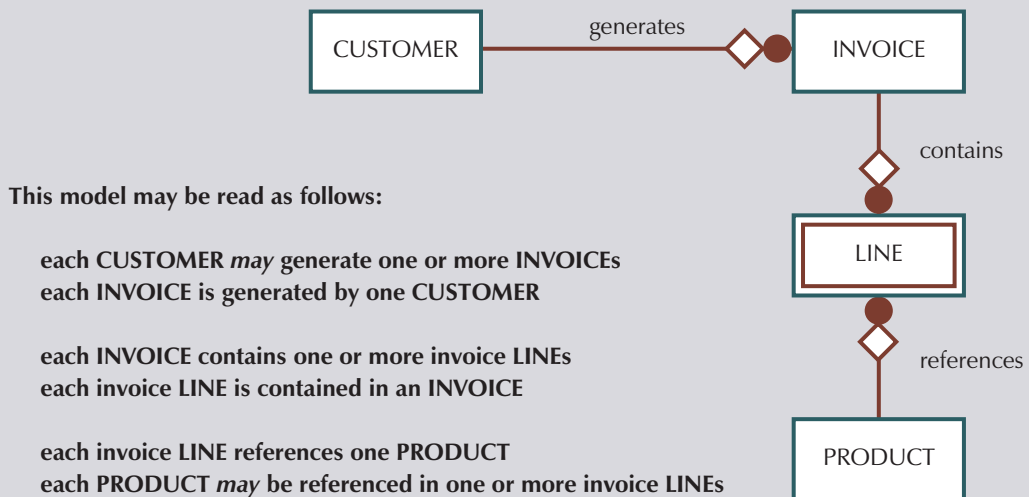 CUSTOMER
generates
INVOICE
contains
This model may be read as follows:
each CUSTOMER may generate one or more INVOICEs
each INVOICE is generated by one CUSTOMER
LINE
each INVOICE contains one or more invoice LINEs
each invoice LINE is contained in an INVOICE
references
each invoice LINE references one PRODUCT
each PRODUCT may be referenced in one or more invoice LINEs
PRODUCT